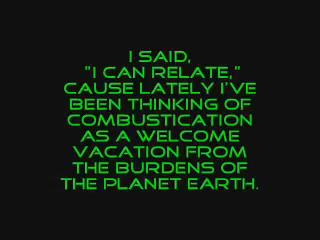 I SAID,
"I CAN RELATE,"
CAUSE LATELY I'VE
BEEN THINKING OF
COMBUSTICATION
AS A WELCOME
VACATION FROM
THE BURDENS OF
THE PLANET EARTH.